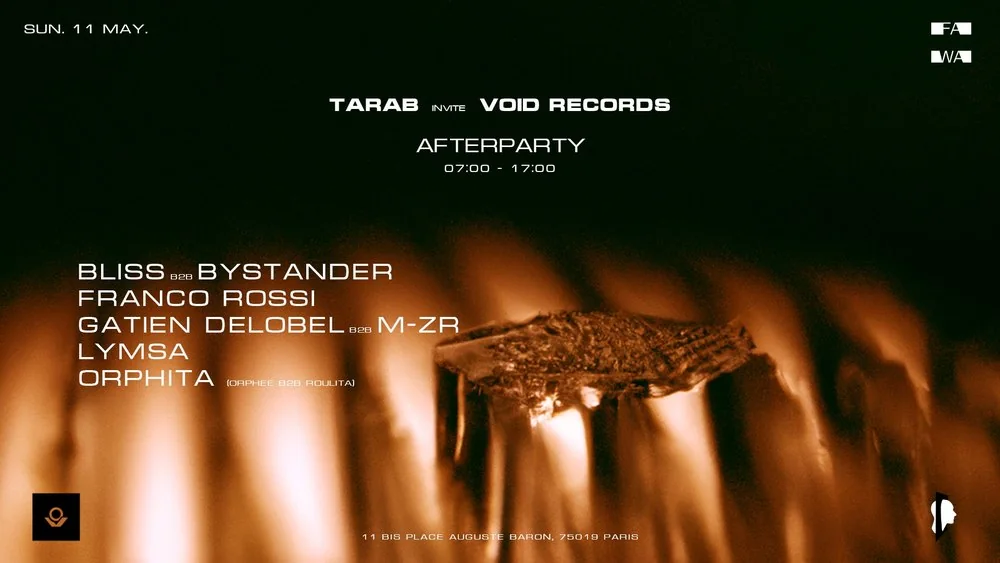 SUN. 11 MAY.
FA
WA
TARAB INVITE VOID RECORDS
AFTERPARTY
07:00 - 17:00
BLISS B2B BYSTANDER
FRANCO ROSSI
GATIEN DELOBEL B2B M-ZR
LYMSA
ORPHITA (ORPHEE B2B ROULITA)
11 BIS PLACE AUGUSTE BARON, 75019 PARIS